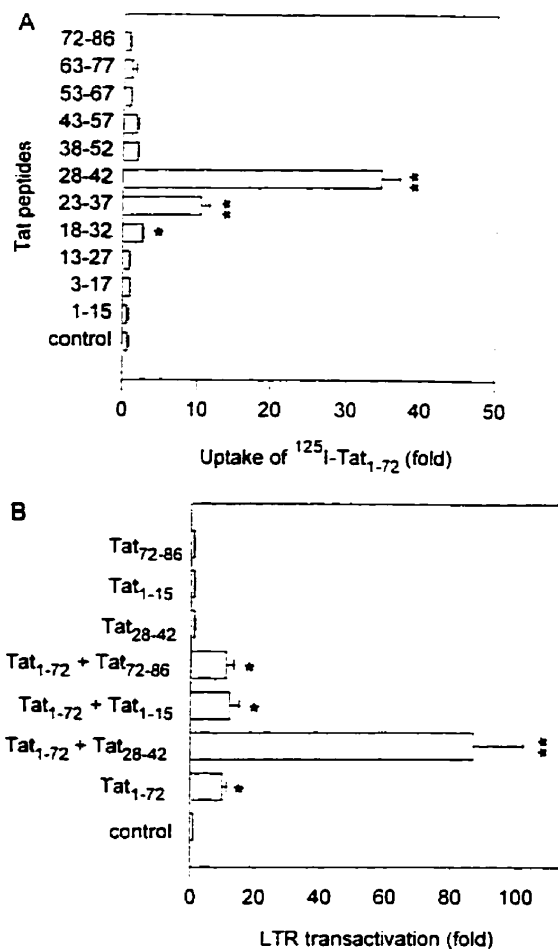 A
Tat peptides
72-86
63-77
53-67
43-57
38-52
28-42
**
23-37
**
18-32
*
13-27
3-17
1-15
control
0 10 20 30 40 50
Uptake of ¹²⁵I-Tat₁₋₇₂ (fold)
B
Tat₇₂₋₈₆
Tat₁₋₁₅
Tat₂₈₋₄₂
Tat₁₋₇₂ + Tat₇₂₋₈₆ *
Tat₁₋₇₂ + Tat₁₋₁₅ *
Tat₁₋₇₂ + Tat₂₈₋₄₂ **
Tat₁₋₇₂ *
control
0 20 40 60 80 100
LTR transactivation (fold)